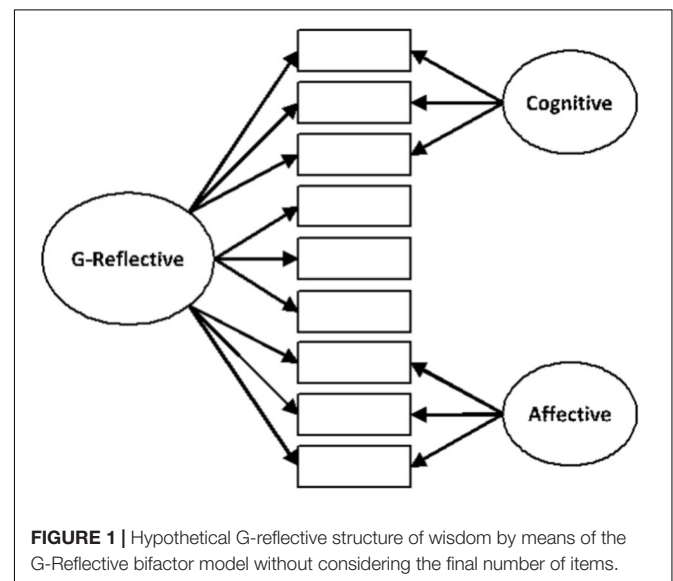 Cognitive
G-Reflective
Affective
FIGURE 1 | Hypothetical G-reflective structure of wisdom by means of the
G-Reflective bifactor model without considering the final number of items.